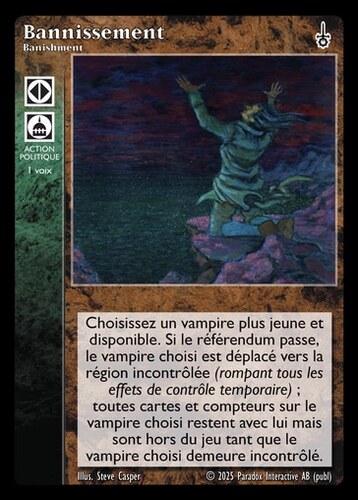 Bannissement
Banishment
ACTION
POLITIQUE
1 voix
Choisissez un vampire plus jeune et
disponible. Si le référendum passe,
le vampire choisi est déplacé vers la
région incontrôlée (rompant tous les
effets de contrôle temporaire) ;
toutes cartes et compteurs sur le
vampire choisi restent avec lui mais
sont hors du jeu tant que le
vampire choisi demeure incontrôlé.
Illus. Steve Casper © 2025 Paradox Interactive AB (publ)